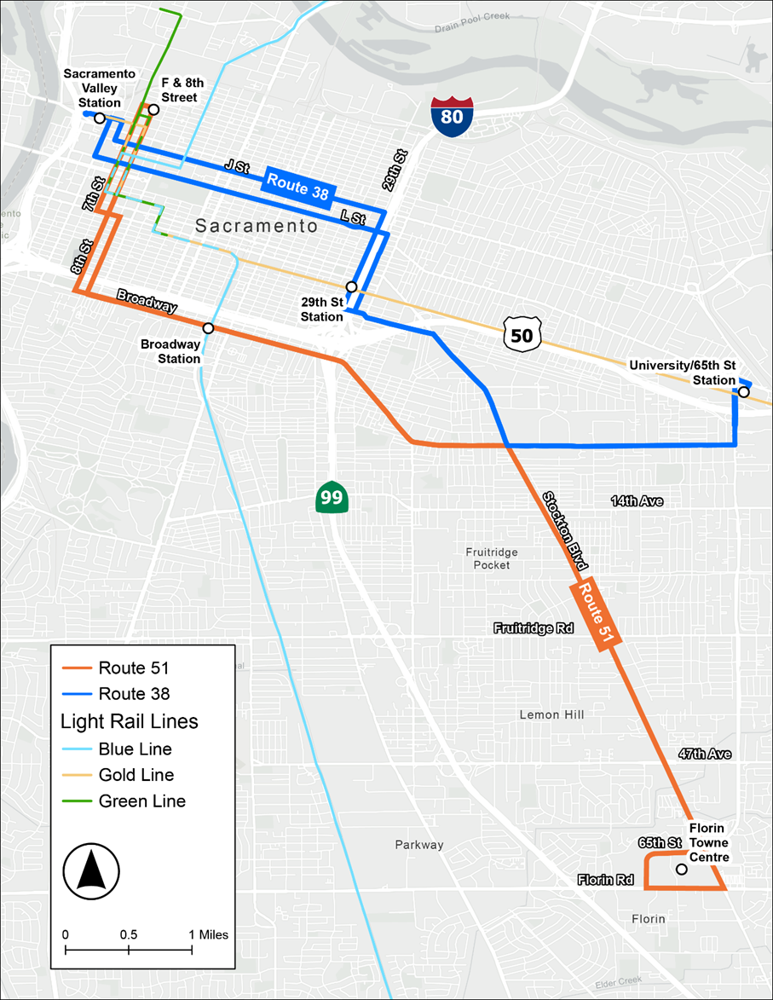 Drain Pool Creek
Sacramento
Valley
Station
F & 8th
Street
80
J St
Route 38
29th St
7th St
L St
Sacramento
8th St
Broadway
29th St
Station
50
Broadway
Station
University/65th St
Station
99
14th Ave
Stockton Blvd
Fruitridge
Pocket
Route 51
Fruitridge Rd
Lemon Hill
47th Ave
Florin
Towne
Centre
65th St
Parkway
Florin Rd
Florin
Elder Creek
Route 51
Route 38
Light Rail Lines
Blue Line
Gold Line
Green Line
0 0.5 1 Miles